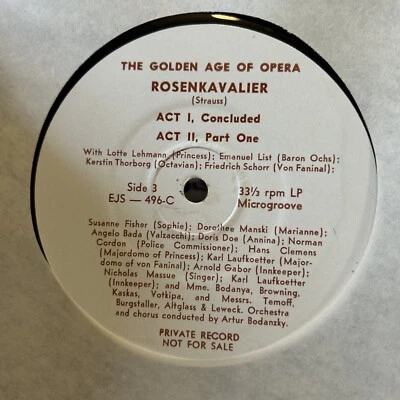 THE GOLDEN AGE OF OPERA
ROSENKAVALIER
(Strauss)
ACT I, Concluded
ACT II, Part One
With Lotte Lehmann (Princess); Emanuel List (Baron Ochs);
Kerstin Thorborg (Octavian); Friedrich Schorr (Von Faninal);
Side 3 33⅓ rpm LP
EJS — 496-C Microgroove
Susanne Fisher (Sophie); Dorothee Manski (Marianne);
Angelo Bada (Valzacchi); Doris Doe (Annina); Norman
Cordon (Police Commissioner); Hans Clemens
(Majordomo of Princess); Karl Laufkoetter (Major-
domo of von Faninal); Arnold Gabor (Innkeeper);
Nicholas Massue (Singer); Karl Laufkoetter
(Innkeeper); and Mme. Bodanya, Browning,
Kaskas, Votkipa, and Messrs. Temoff,
Burgstaller, Altglass & Leweck. Orchestra
and chorus conducted by Artur Bodanzky.
PRIVATE RECORD
NOT FOR SALE